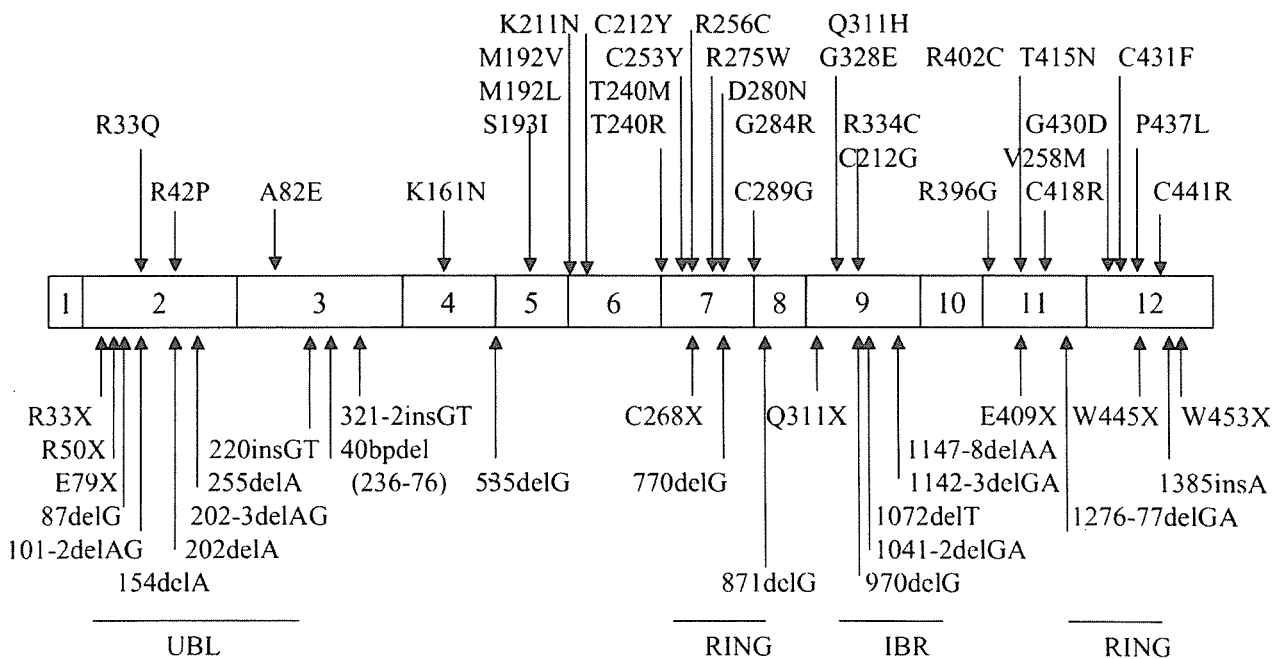 K211N C212Y R256C Q311H
M192V C253Y R275W G328E R402C T415N C431F
M192L T240M D280N
R33Q S193I T240R G284R R334C G430D P437L
C212G V258M
R42P A82E K161N C289G R396G C418R C441R
1 2 3 4 5 6 7 8 9 10 11 12
R33X 321-2insGT C268X Q311X E409X W445X W453X
R50X 220insGT 40bpdel 1147-8delAA
E79X 255delA (236-76) 535delG 770delG 1142-3delGA 1385insA
87delG 202-3delAG 1072delT 1276-77delGA
101-2delAG 202delA 1041-2delGA
154delA 871delG 970delG
UBL RING IBR RING